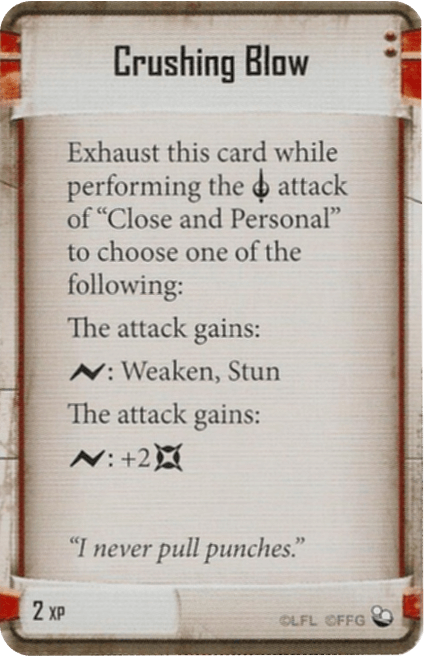 Crushing Blow
Exhaust this card while
performing the attack
of “Close and Personal”
to choose one of the
following:
The attack gains:
: Weaken, Stun
The attack gains:
: +2
“I never pull punches.”
2 XP
©LFL ©FFG